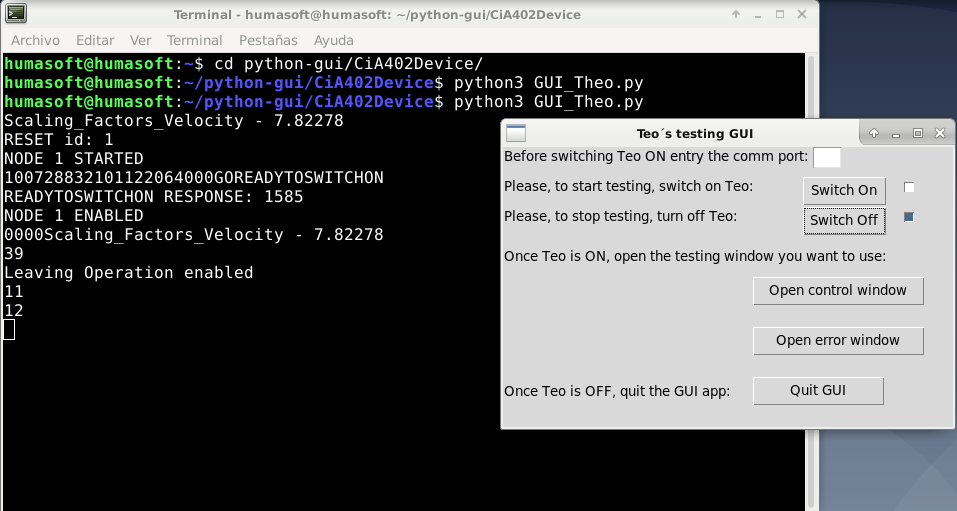 Terminal - humasoft@humasoft: ~/python-gui/CiA402Device
Archivo Editar Ver Terminal Pestañas Ayuda
humasoft@humasoft:~$ cd python-gui/CiA402Device/
humasoft@humasoft:~/python-gui/CiA402Device$ python3 GUI_Theo.py
humasoft@humasoft:~/python-gui/CiA402Device$ python3 GUI_Theo.py
Scaling_Factors_Velocity - 7.82278
RESET id: 1
NODE 1 STARTED
100728832101122064000GOREADYTOSWITCHON
READYTOSWITCHON RESPONSE: 1585
NODE 1 ENABLED
0000Scaling_Factors_Velocity - 7.82278
39
Leaving Operation enabled
11
12
Teo´s testing GUI
Before switching Teo ON entry the comm port:
Please, to start testing, switch on Teo: Switch On
Please, to stop testing, turn off Teo: Switch Off
Once Teo is ON, open the testing window you want to use:
Open control window
Open error window
Once Teo is OFF, quit the GUI app: Quit GUI